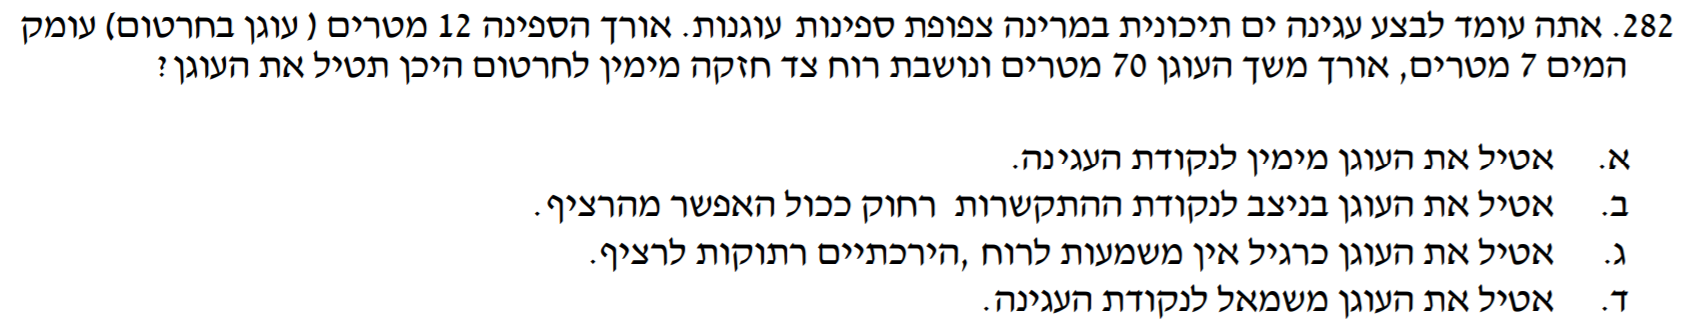 282. אתה עומד לבצע עגינה ים תיכונית במרינה צפופת ספינות עוגנות. אורך הספינה 12 מטרים ( עוגן בחרטום) עומק
המים 7 מטרים, אורך משך העוגן 70 מטרים ונושבת רוח צד חזקה מימין לחרטום היכן תטיל את העוגן?
א. אטיל את העוגן מימין לנקודת העגינה.
ב. אטיל את העוגן בניצב לנקודת ההתקשרות רחוק ככול האפשר מהרציף.
ג. אטיל את העוגן כרגיל אין משמעות לרוח ,הירכתיים רתוקות לרציף.
ד. אטיל את העוגן משמאל לנקודת העגינה.